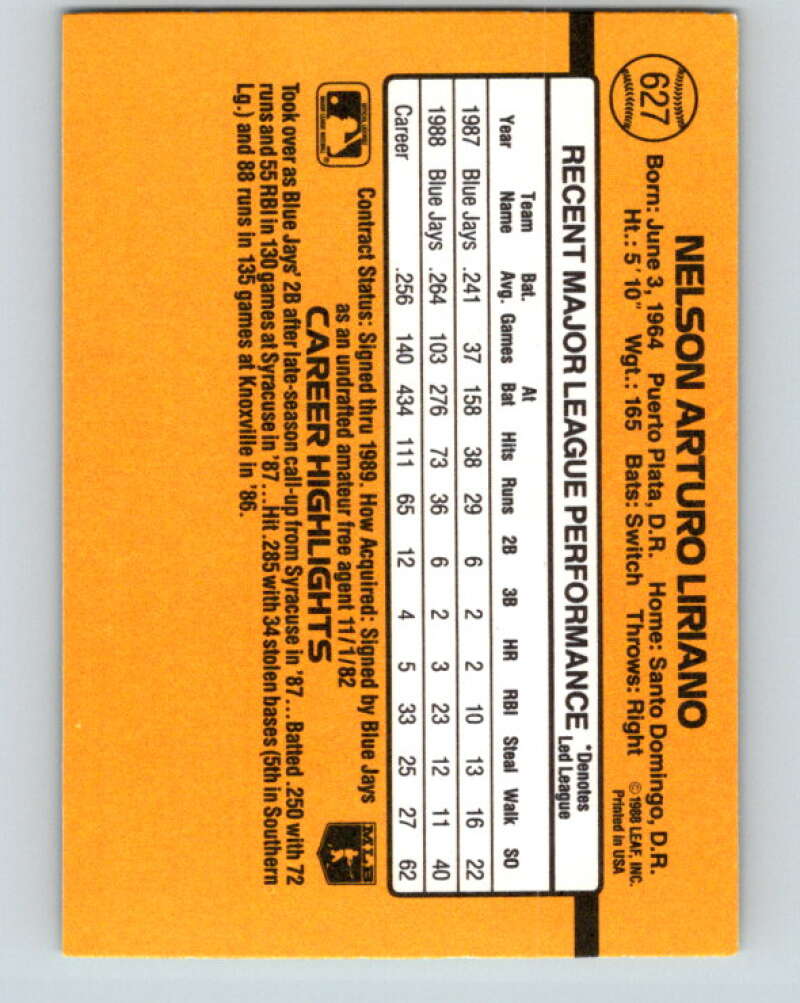 627
NELSON ARTURO LIRIANO
Born: June 3, 1964 Puerto Plata, D.R. Home: Santo Domingo, D.R.
Ht.: 5' 10" Wgt.: 165 Bats: Switch Throws: Right
© 1988 LEAF, INC.
Printed in USA
RECENT MAJOR LEAGUE PERFORMANCE
*Denotes
Led League
Year Team Name Bat. Avg. Games At Bat Hits Runs 2B 3B HR RBI Steal Walk SO
1987 Blue Jays .241 37 158 38 29 6 2 2 10 13 16 22
1988 Blue Jays .264 103 276 73 36 6 2 3 23 12 11 40
Career .256 140 434 111 65 12 4 5 33 25 27 62
Contract Status: Signed thru 1989. How Acquired: Signed by Blue Jays
as an undrafted amateur free agent 11/1/82
MLB
CAREER HIGHLIGHTS
Took over as Blue Jays' 2B after late-season call-up from Syracuse in '87...Batted .250 with 72
runs and 55 RBI in 130 games at Syracuse in '87...Hit .285 with 34 stolen bases (5th in Southern
Lg.) and 88 runs in 135 games at Knoxville in '86.